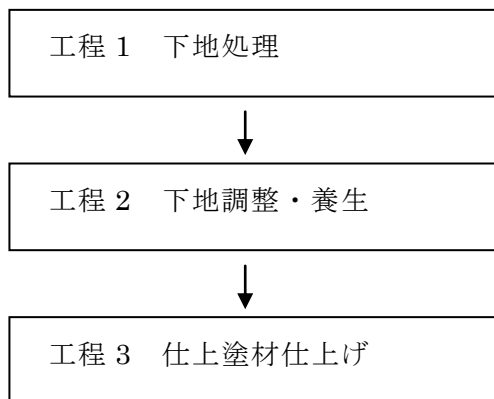 工程 1　下地処理
工程 2　下地調整・養生
工程 3　仕上塗材仕上げ